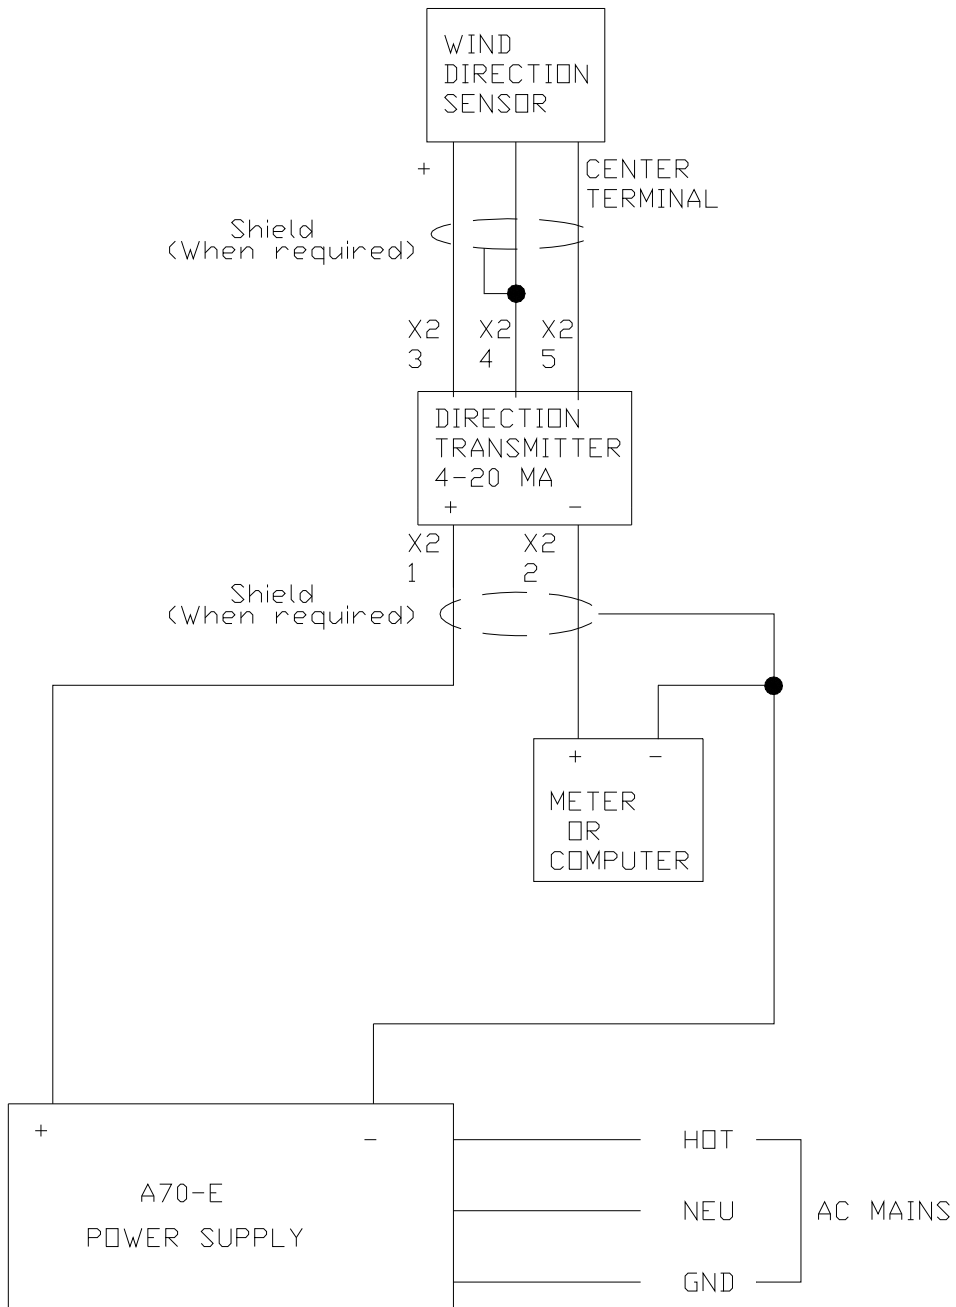 WIND
DIRECTION
SENSOR
+
CENTER
TERMINAL
Shield
(When required)
X2 X2 X2
3 4 5
DIRECTION
TRANSMITTER
4-20 MA
+ -
X2 X2
1 2
Shield
(When required)
+ -
METER
OR
COMPUTER
+ -
HOT
A70-E
NEU AC MAINS
POWER SUPPLY
GND